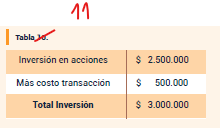 11
Tabla 10.
Inversión en acciones $ 2.500.000
Más costo transacción $ 500.000
Total Inversión $ 3.000.000